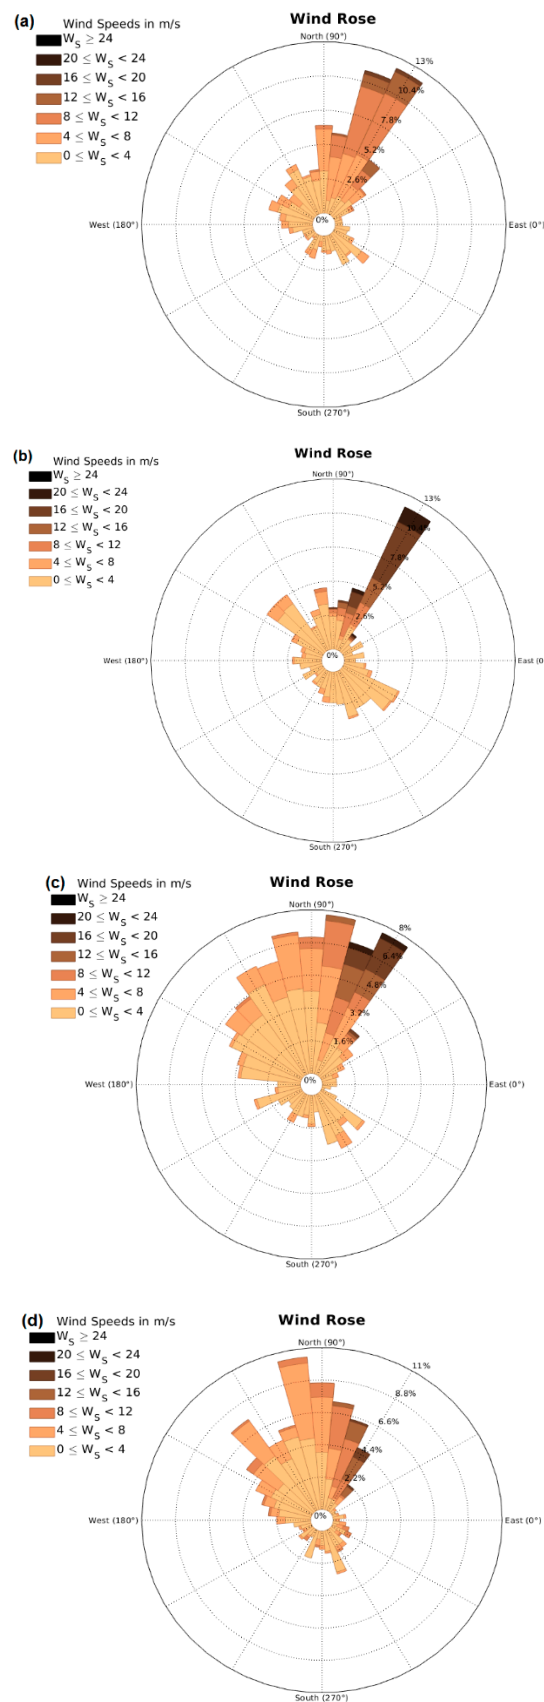 (a) Wind Speeds in m/s
Wind Rose
W_S ≥ 24
20 ≤ W_S < 24
16 ≤ W_S < 20
12 ≤ W_S < 16
8 ≤ W_S < 12
4 ≤ W_S < 8
0 ≤ W_S < 4
North (90°)
13%
10.4%
7.8%
5.2%
2.6%
0%
West (180°)
East (0°)
South (270°)
(b) Wind Speeds in m/s
Wind Rose
W_S ≥ 24
20 ≤ W_S < 24
16 ≤ W_S < 20
12 ≤ W_S < 16
8 ≤ W_S < 12
4 ≤ W_S < 8
0 ≤ W_S < 4
North (90°)
13%
10.4%
7.8%
5.2%
2.6%
0%
West (180°)
East (0
South (270°)
(c) Wind Speeds in m/s
Wind Rose
W_S ≥ 24
20 ≤ W_S < 24
16 ≤ W_S < 20
12 ≤ W_S < 16
8 ≤ W_S < 12
4 ≤ W_S < 8
0 ≤ W_S < 4
North (90°)
8%
6.4%
4.8%
3.2%
1.6%
0%
West (180°)
East (0°)
South (270°)
(d) Wind Speeds in m/s
Wind Rose
W_S ≥ 24
20 ≤ W_S < 24
16 ≤ W_S < 20
12 ≤ W_S < 16
8 ≤ W_S < 12
4 ≤ W_S < 8
0 ≤ W_S < 4
North (90°)
11%
8.8%
6.6%
4.4%
2.2%
0%
West (180°)
East (0°)
South (270°)